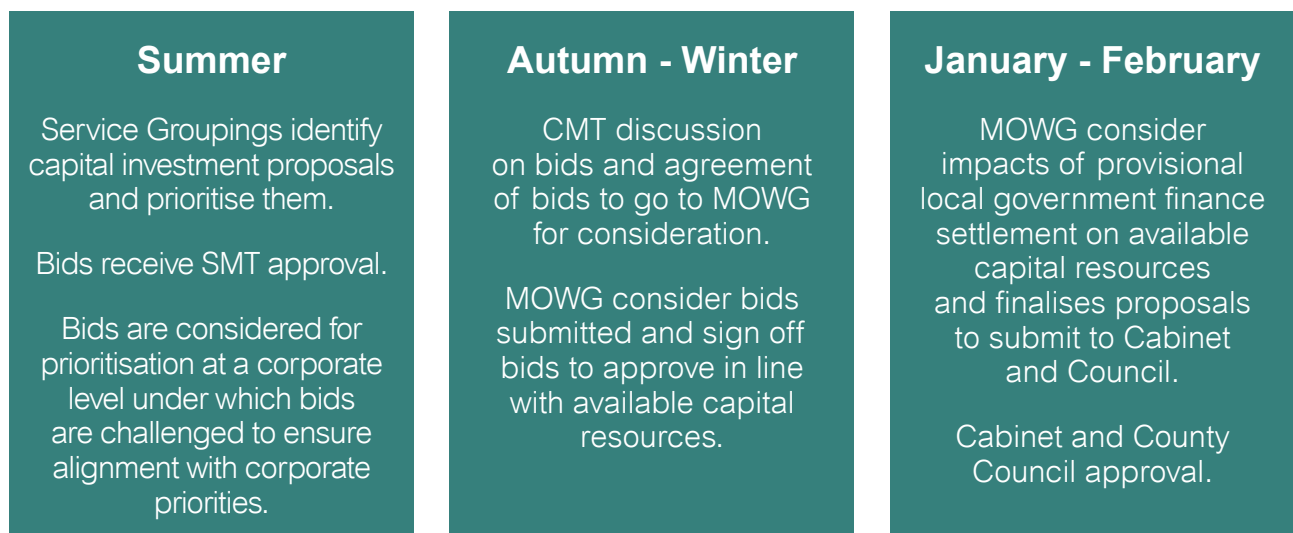 Summer
Service Groupings identify
capital investment proposals
and prioritise them.
Bids receive SMT approval.
Bids are considered for
prioritisation at a corporate
level under which bids
are challenged to ensure
alignment with corporate
priorities.
Autumn - Winter
CMT discussion
on bids and agreement
of bids to go to MOWG
for consideration.
MOWG consider bids
submitted and sign off
bids to approve in line
with available capital
resources.
January - February
MOWG consider
impacts of provisional
local government finance
settlement on available
capital resources
and finalises proposals
to submit to Cabinet
and Council.
Cabinet and County
Council approval.